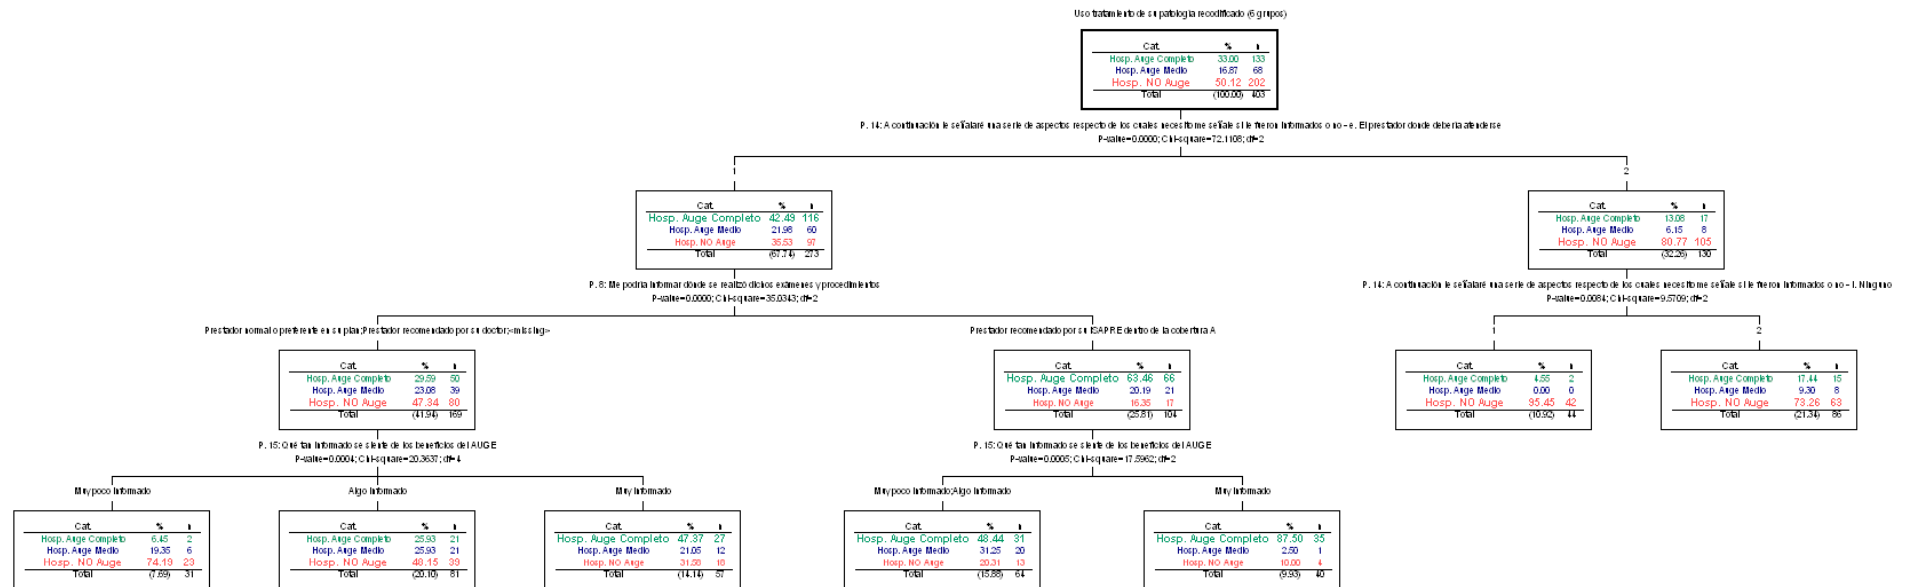 Uso tratamiento de su patología recodificado (6 grupos)
Cat. % n
Hosp. Auge Completo 33.00 133
Hosp. Auge Medio 16.87 68
Hosp. NO Auge 50.12 202
Total (100.00) 403
P. 14: A continuación le señalaré una serie de aspectos respecto de los cuales necesito me señale si le fueron informados o no - e. El prestador donde debería atenderse
P-value=0.0000; Chi-square=72.1108; df=2
1
2
Cat. % n
Hosp. Auge Completo 42.49 116
Hosp. Auge Medio 21.98 60
Hosp. NO Auge 35.53 97
Total (67.74) 273
Cat. % n
Hosp. Auge Completo 13.08 17
Hosp. Auge Medio 6.15 8
Hosp. NO Auge 80.77 105
Total (32.26) 130
P. 8: Me podría informar dónde se realizó dichos exámenes y procedimientos
P-value=0.0000; Chi-square=35.0343; df=2
P. 14: A continuación le señalaré una serie de aspectos respecto de los cuales necesito me señale si le fueron informados o no - l. Ninguno
P-value=0.0084; Chi-square=9.5709; df=2
Prestador normal o preferente en su plan;Prestador recomendado por su doctor;<missing>
Prestador recomendado por su ISAPRE dentro de la cobertura A
1
2
Cat. % n
Hosp. Auge Completo 29.59 50
Hosp. Auge Medio 23.08 39
Hosp. NO Auge 47.34 80
Total (41.94) 169
Cat. % n
Hosp. Auge Completo 63.46 66
Hosp. Auge Medio 20.19 21
Hosp. NO Auge 16.35 17
Total (25.81) 104
Cat. % n
Hosp. Auge Completo 4.55 2
Hosp. Auge Medio 0.00 0
Hosp. NO Auge 95.45 42
Total (10.92) 44
Cat. % n
Hosp. Auge Completo 17.44 15
Hosp. Auge Medio 9.30 8
Hosp. NO Auge 73.26 63
Total (21.34) 86
P. 15: Qué tan informado se siente de los beneficios del AUGE
P-value=0.0004; Chi-square=20.3637; df=4
P. 15: Qué tan informado se siente de los beneficios del AUGE
P-value=0.0005; Chi-square=17.5962; df=2
Muy poco informado
Algo informado
Muy informado
Muy poco informado;Algo informado
Muy informado
Cat. % n
Hosp. Auge Completo 6.45 2
Hosp. Auge Medio 19.35 6
Hosp. NO Auge 74.19 23
Total (7.69) 31
Cat. % n
Hosp. Auge Completo 25.93 21
Hosp. Auge Medio 25.93 21
Hosp. NO Auge 48.15 39
Total (20.10) 81
Cat. % n
Hosp. Auge Completo 47.37 27
Hosp. Auge Medio 21.05 12
Hosp. NO Auge 31.58 18
Total (14.14) 57
Cat. % n
Hosp. Auge Completo 48.44 31
Hosp. Auge Medio 31.25 20
Hosp. NO Auge 20.31 13
Total (15.88) 64
Cat. % n
Hosp. Auge Completo 87.50 35
Hosp. Auge Medio 2.50 1
Hosp. NO Auge 10.00 4
Total (9.93) 40